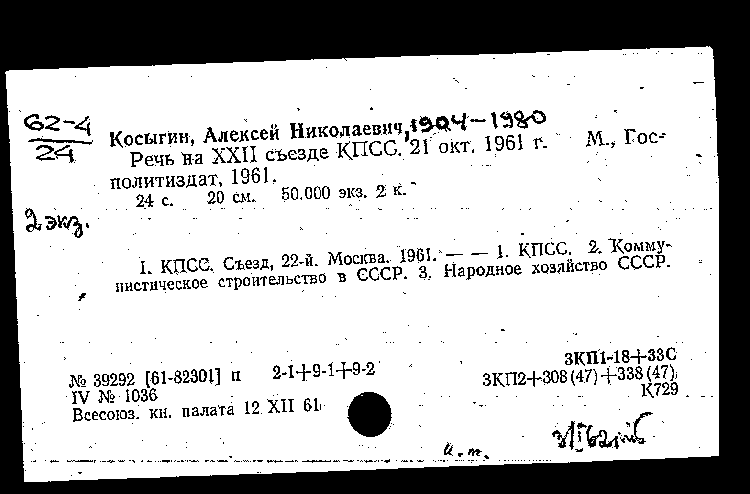 62-4
24
Косыгин, Алексей Николаевич, 1904-1980
Речь на XXII съезде КПСС. 21 окт. 1961 г. М., Гос-
политиздат, 1961.
24 с. 20 см. 50.000 экз. 2 к.
2 экз.
1. КПСС. Съезд, 22-й. Москва. 1961. — — 1. КПСС. 2. Комму-
нистическое строительство в СССР. 3. Народное хозяйство СССР.
№ 39292 [61-82301] п 2-1+9-1+9-2
IV № 1036
Всесоюз. кн. палата 12 XII 61
3КП1-18+33С
3КП2+308(47)+338(47)
К729
и.т.